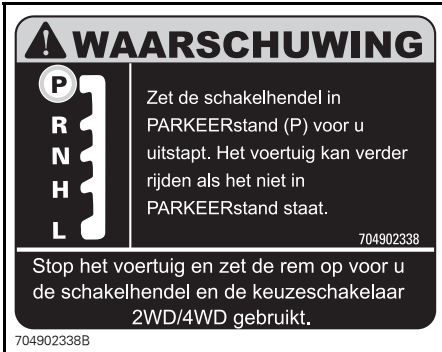 WAARSCHUWING
P
R
N
H
L
Zet de schakelhendel in
PARKEERstand (P) voor u
uitstapt. Het voertuig kan verder
rijden als het niet in
PARKEERstand staat.
704902338
Stop het voertuig en zet de rem op voor u
de schakelhendel en de keuzeschakelaar
2WD/4WD gebruikt.
704902338B